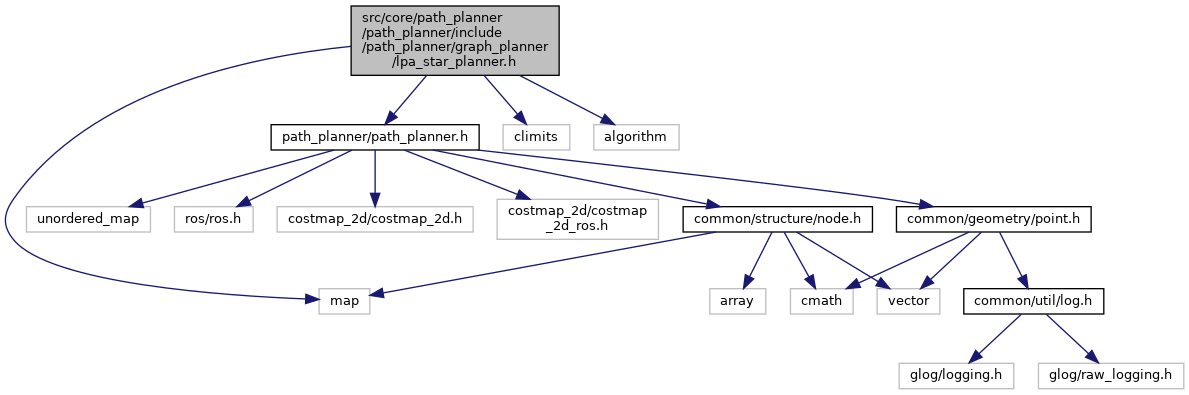 src/core/path_planner
/path_planner/include
/path_planner/graph_planner
/lpa_star_planner.h
path_planner/path_planner.h
climits
algorithm
unordered_map
ros/ros.h
costmap_2d/costmap_2d.h
costmap_2d/costmap
_2d_ros.h
common/structure/node.h
common/geometry/point.h
map
array
cmath
vector
common/util/log.h
glog/logging.h
glog/raw_logging.h